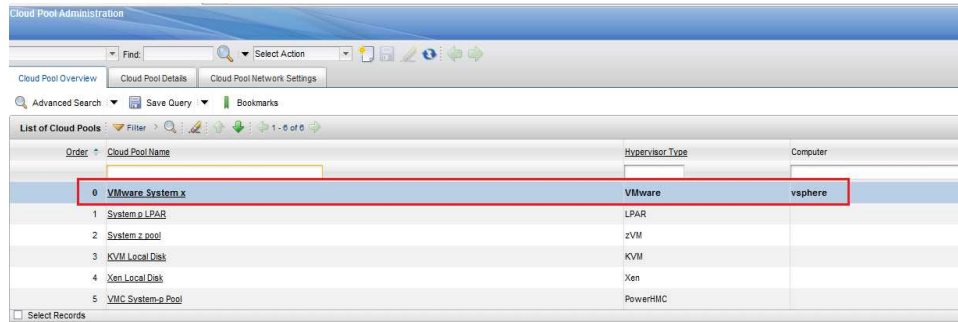 Cloud Pool Administration
Find: Select Action
Cloud Pool Overview Cloud Pool Details Cloud Pool Network Settings
Advanced Search Save Query Bookmarks
List of Cloud Pools Filter 1 - 6 of 6
Order Cloud Pool Name Hypervisor Type Computer
0 VMware System x VMware vsphere
1 System p LPAR LPAR
2 System z pool zVM
3 KVM Local Disk KVM
4 Xen Local Disk Xen
5 VMC System-p Pool PowerHMC
Select Records